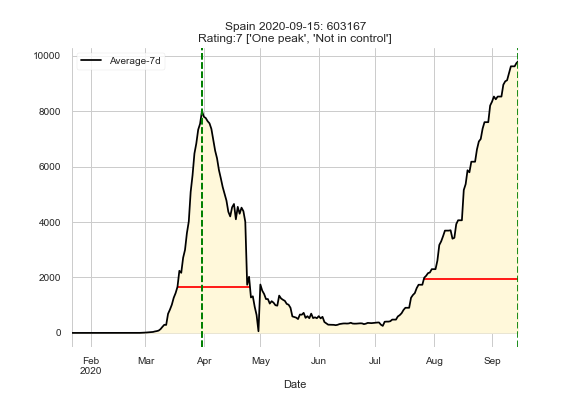 Spain 2020-09-15: 603167
Rating:7 ['One peak', 'Not in control']
Average-7d
10000
8000
6000
4000
2000
0
Feb
2020
Mar
Apr
May
Jun
Jul
Aug
Sep
Date